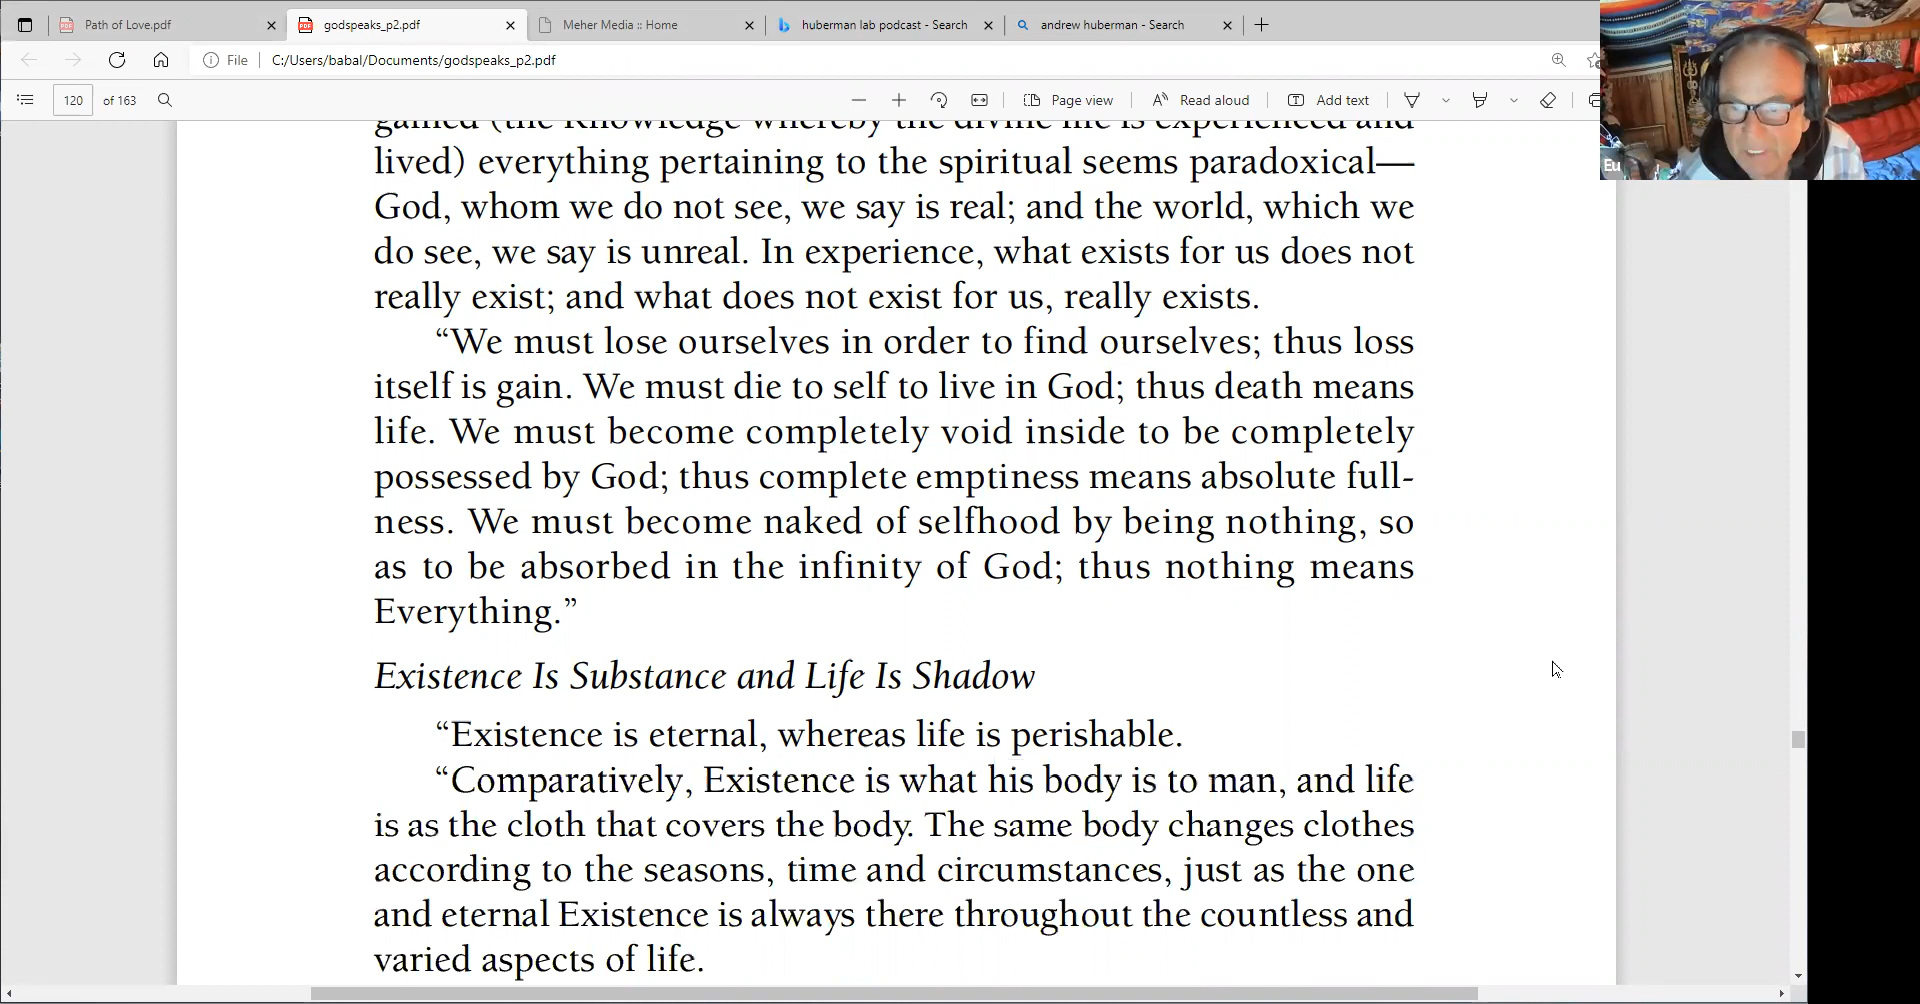 Path of Love.pdf
godspeaks_p2.pdf
Meher Media :: Home
huberman lab podcast - Search
andrew huberman - Search
File
C:/Users/babal/Documents/godspeaks_p2.pdf
120 of 163
Page view
Read aloud
Add text
Eu
gained (the Knowledge whereby the divine life is experienced and
lived) everything pertaining to the spiritual seems paradoxical—
God, whom we do not see, we say is real; and the world, which we
do see, we say is unreal. In experience, what exists for us does not
really exist; and what does not exist for us, really exists.
“We must lose ourselves in order to find ourselves; thus loss
itself is gain. We must die to self to live in God; thus death means
life. We must become completely void inside to be completely
possessed by God; thus complete emptiness means absolute full-
ness. We must become naked of selfhood by being nothing, so
as to be absorbed in the infinity of God; thus nothing means
Everything.”
Existence Is Substance and Life Is Shadow
“Existence is eternal, whereas life is perishable.
“Comparatively, Existence is what his body is to man, and life
is as the cloth that covers the body. The same body changes clothes
according to the seasons, time and circumstances, just as the one
and eternal Existence is always there throughout the countless and
varied aspects of life.